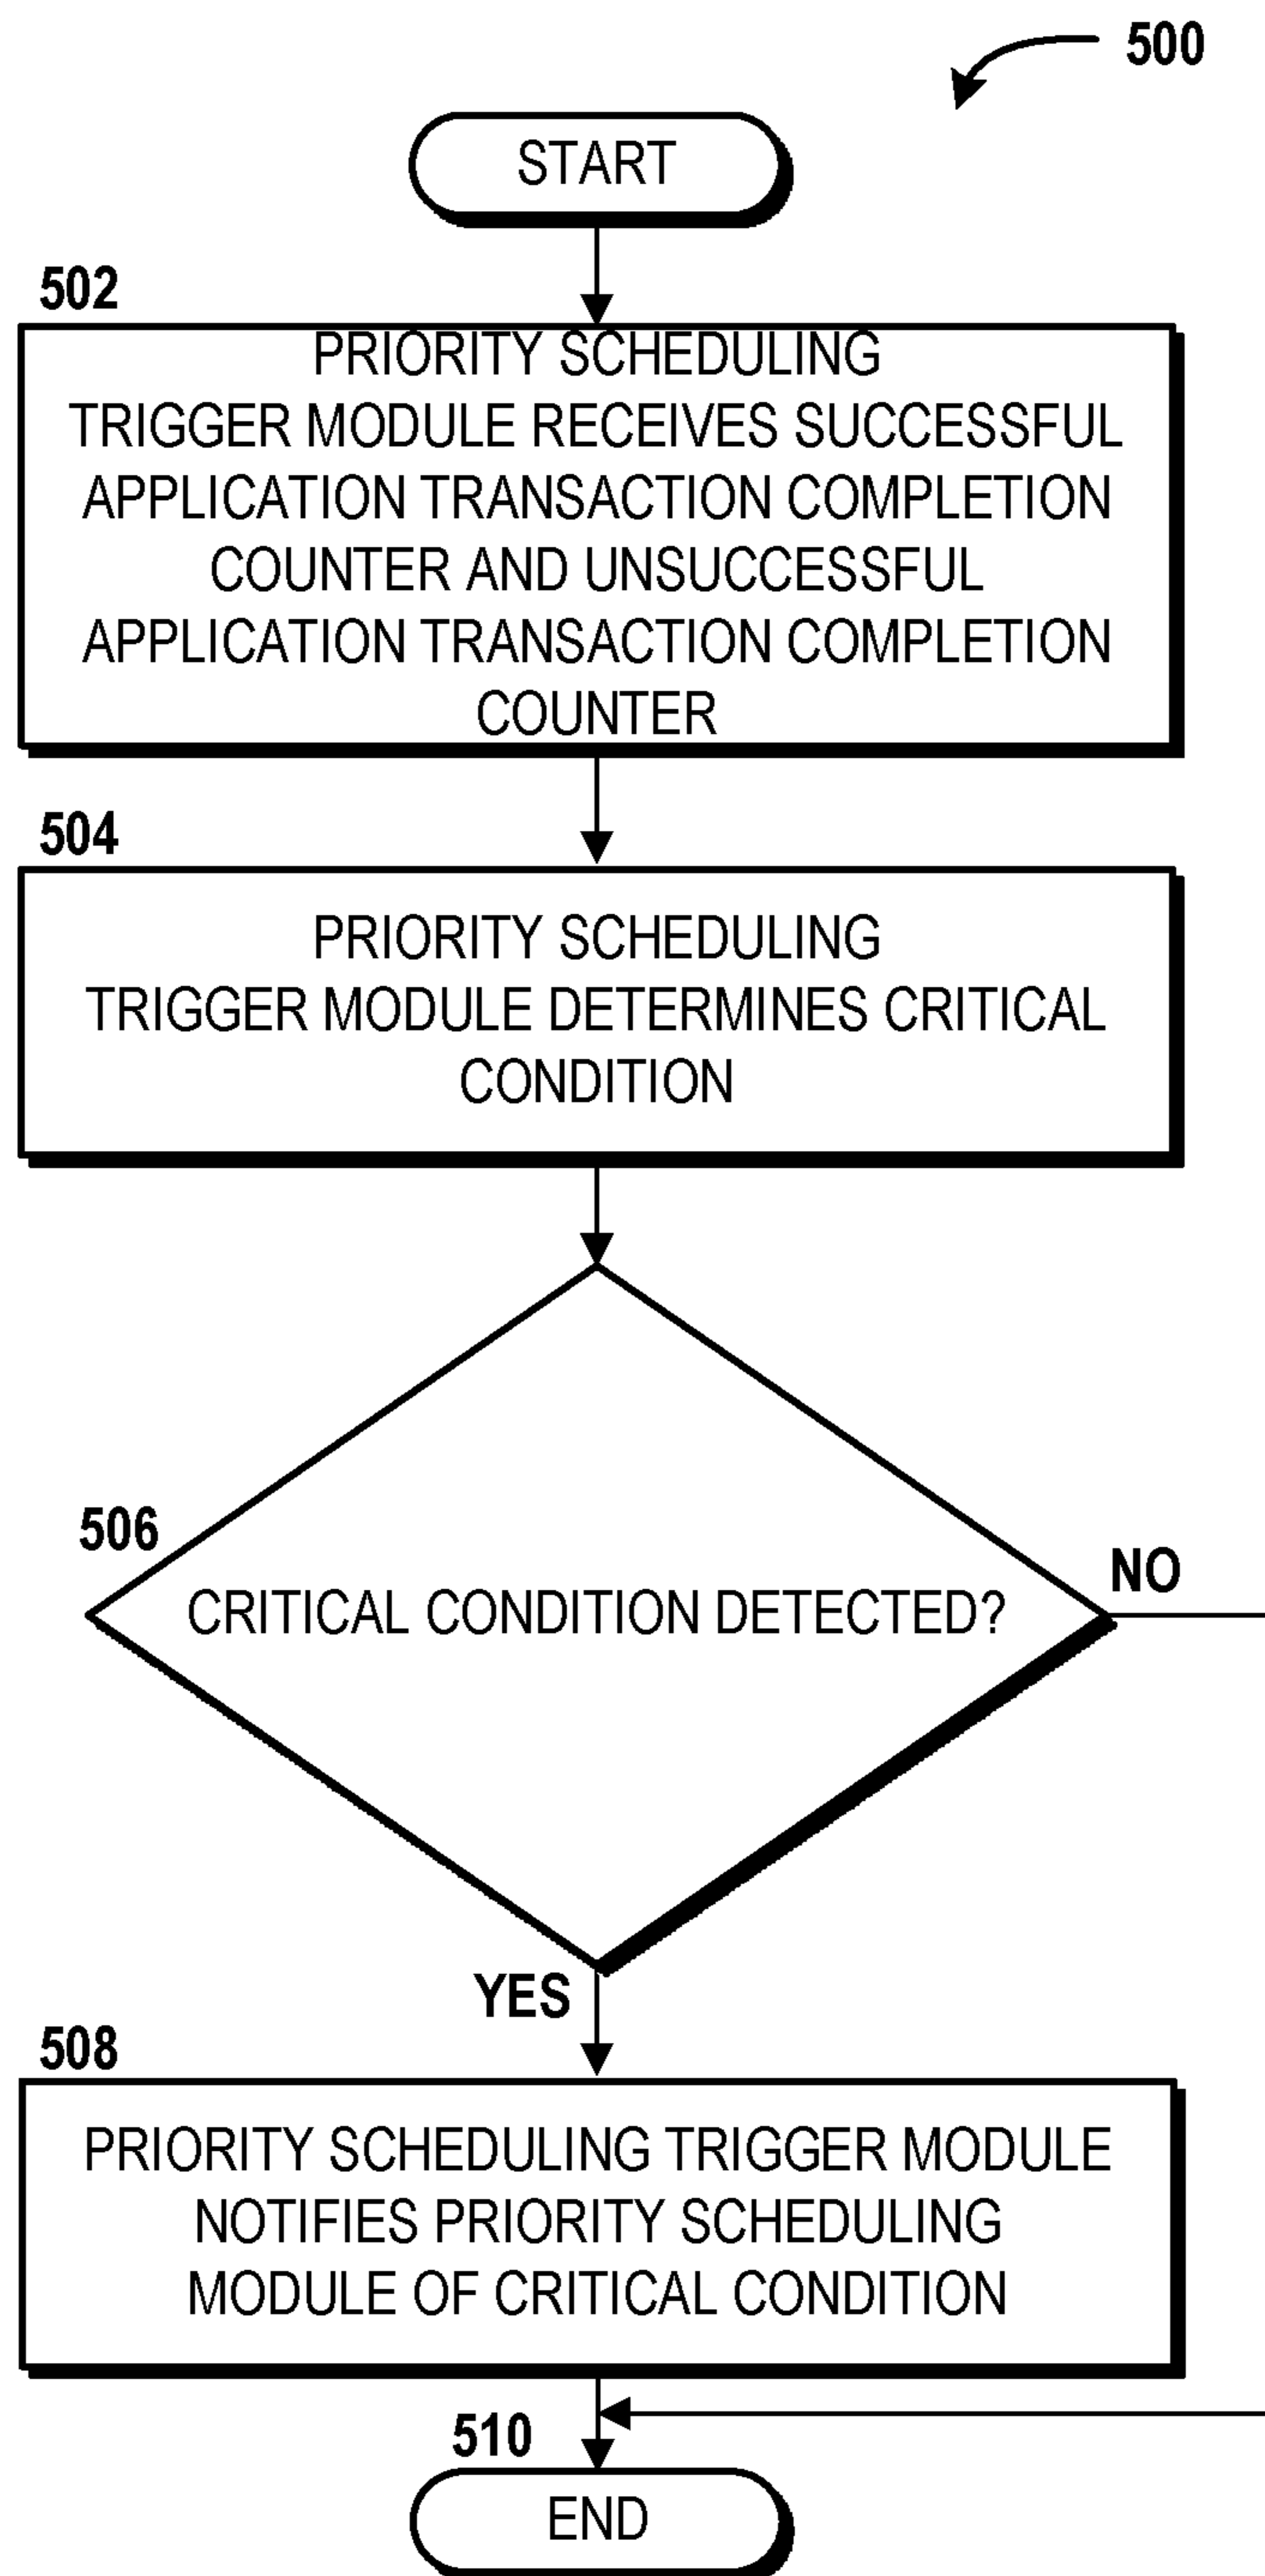 500
START
502
PRIORITY SCHEDULING
TRIGGER MODULE RECEIVES SUCCESSFUL
APPLICATION TRANSACTION COMPLETION
COUNTER AND UNSUCCESSFUL
APPLICATION TRANSACTION COMPLETION
COUNTER
504
PRIORITY SCHEDULING
TRIGGER MODULE DETERMINES CRITICAL
CONDITION
506
CRITICAL CONDITION DETECTED?
NO
YES
508
PRIORITY SCHEDULING TRIGGER MODULE
NOTIFIES PRIORITY SCHEDULING
MODULE OF CRITICAL CONDITION
510
END